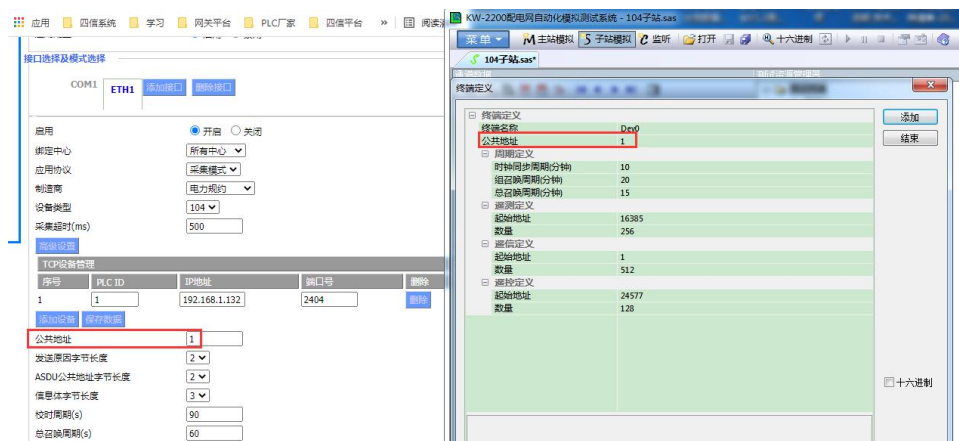 应用 四信系统 学习 网关平台 PLC厂家 四信平台 » 阅读
接口选择及模式选择
COM1 ETH1 添加接口 删除接口
启用 开启 关闭
绑定中心 所有中心
应用协议 采集模式
制造商 电力规约
设备类型 104
采集超时(ms) 500
高级设置
TCP设备管理
序号 PLC ID IP地址 端口号 删除
1 1 192.168.1.132 2404 删除
添加设备 保存数据
公共地址 1
发送原因字节长度 2
ASDU公共地址字节长度 2
信息体字节长度 3
校时周期(s) 90
总召唤周期(s) 60
KW-2200配电网自动化模拟测试系统 - 104子站.sas
菜单 M 主站模拟 5 子站模拟 监听 打开 十六进制
104子站.sas*
终端定义
终端定义
终端名称 Dev0
公共地址 1
周期定义
时钟同步周期(分钟) 10
组召唤周期(分钟) 20
总召唤周期(分钟) 15
遥测定义
起始地址 16385
数量 256
遥信定义
起始地址 1
数量 512
遥控定义
起始地址 24577
数量 128
添加
结束
十六进制